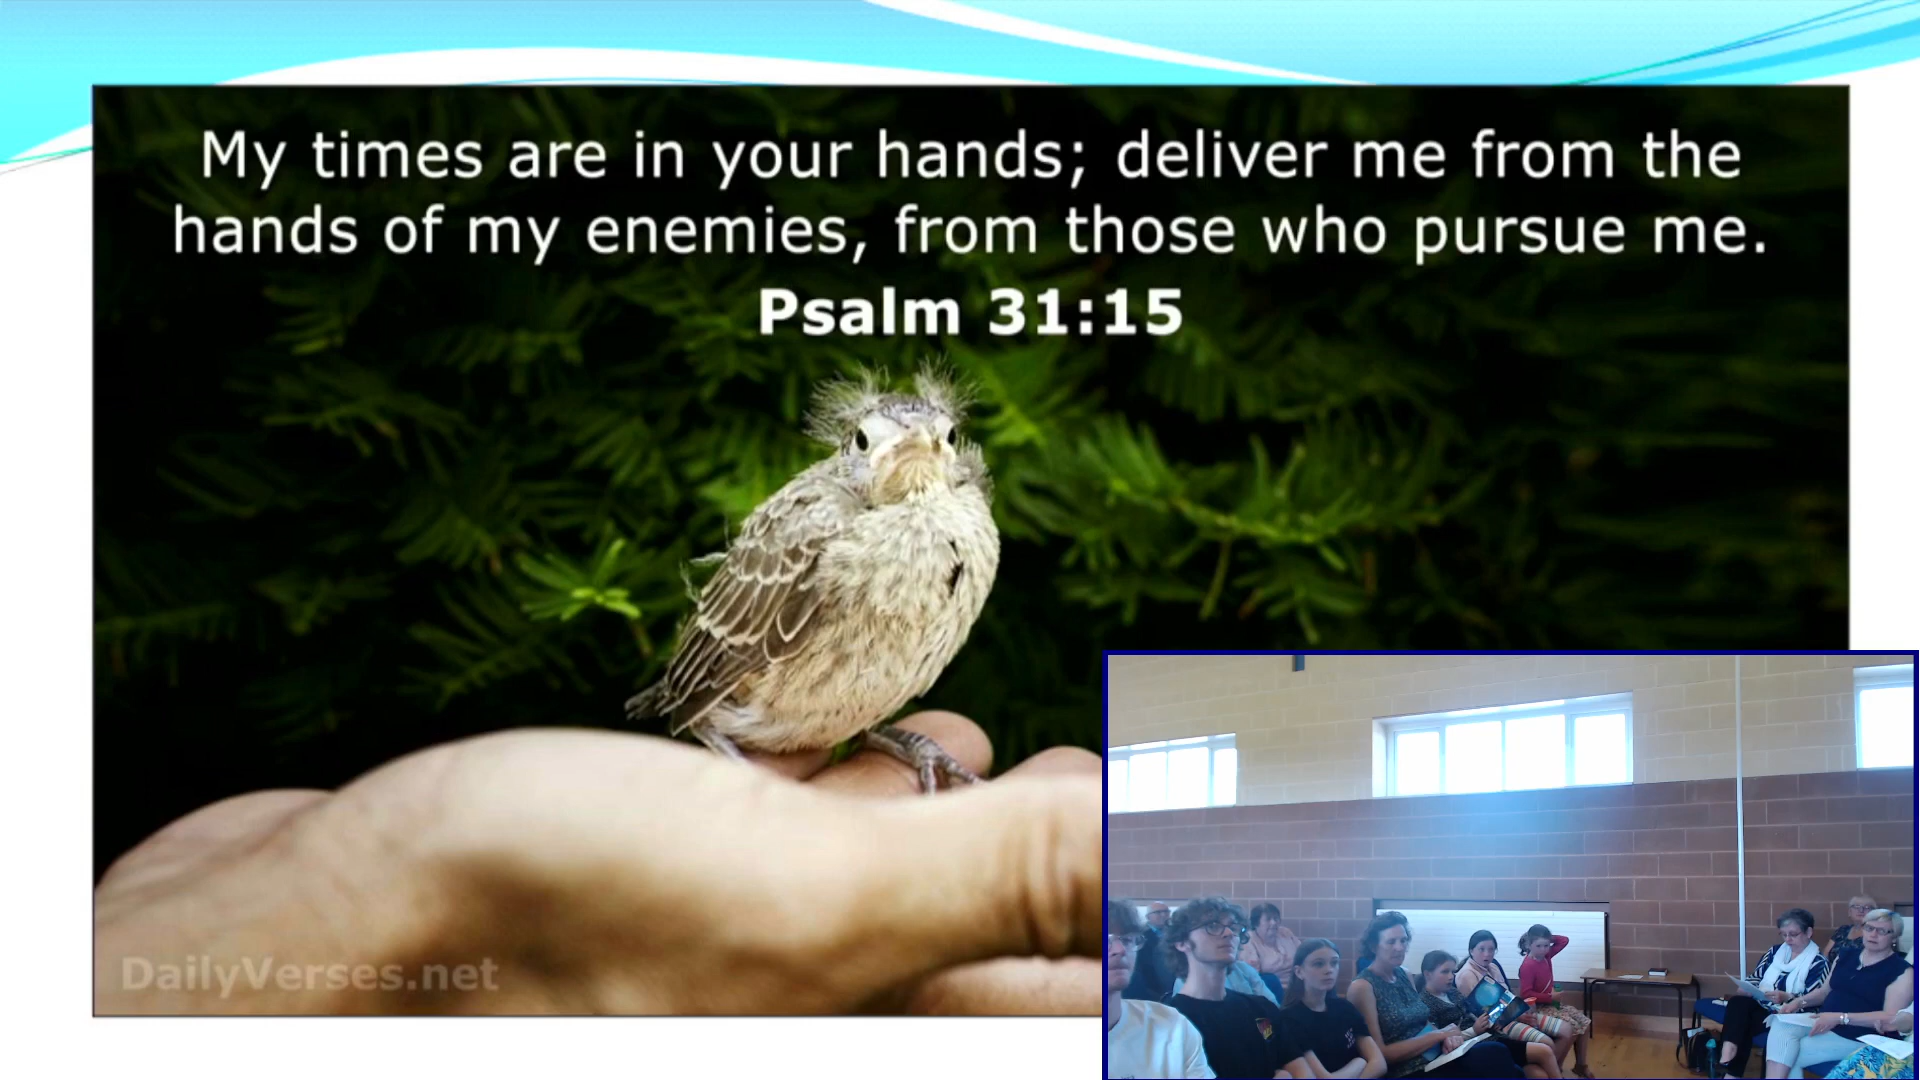 My times are in your hands; deliver me from the
hands of my enemies, from those who pursue me.
Psalm 31:15
DailyVerses.net